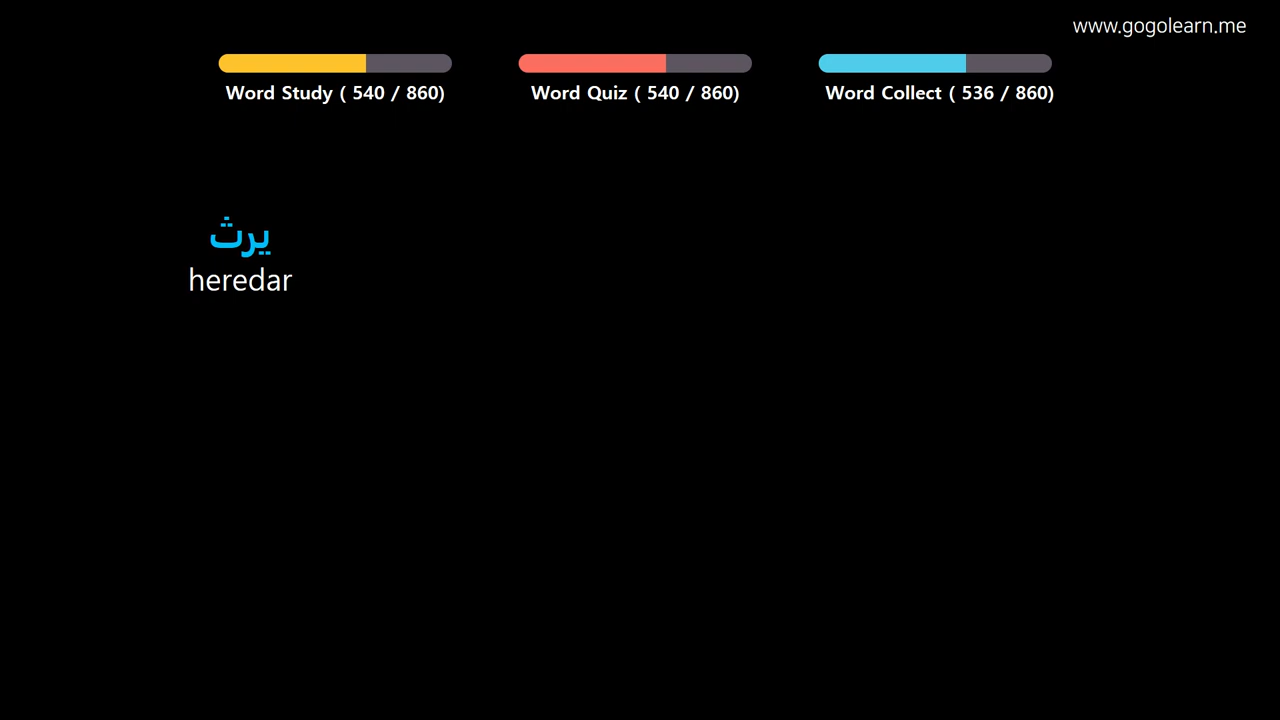 www.gogolearn.me
Word Study ( 540 / 860)
Word Quiz ( 540 / 860)
Word Collect ( 536 / 860)
يرث
heredar